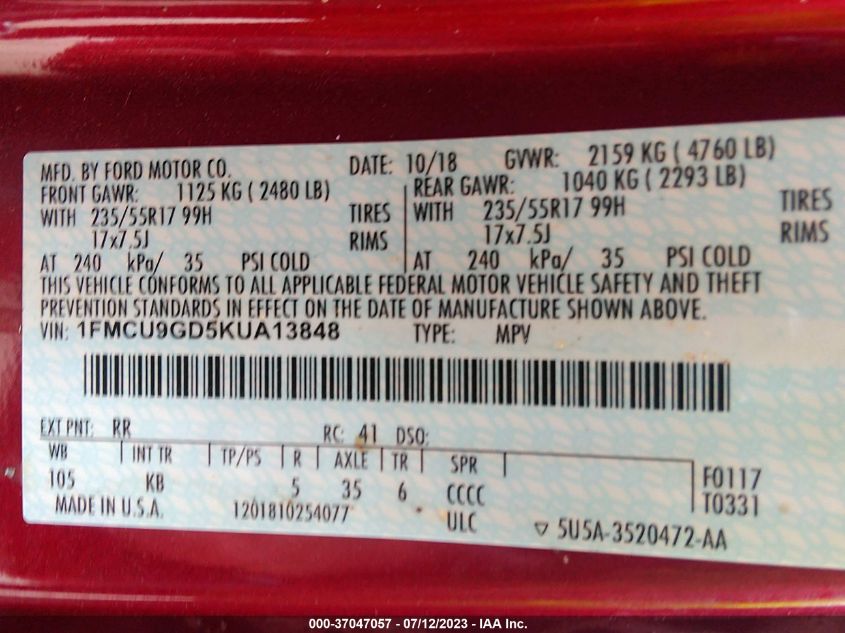 MFD. BY FORD MOTOR CO. DATE: 10/18 GVWR: 2159 KG ( 4760 LB)
FRONT GAWR: 1125 KG ( 2480 LB) REAR GAWR: 1040 KG ( 2293 LB)
WITH 235/55R17 99H TIRES WITH 235/55R17 99H TIRES
17x7.5J RIMS 17x7.5J RIMS
AT 240 kPa/ 35 PSI COLD AT 240 kPa/ 35 PSI COLD
THIS VEHICLE CONFORMS TO ALL APPLICABLE FEDERAL MOTOR VEHICLE SAFETY AND THEFT
PREVENTION STANDARDS IN EFFECT ON THE DATE OF MANUFACTURE SHOWN ABOVE.
VIN: 1FMCU9GD5KUA13848 TYPE: MPV
EXT PNT: RR RC: 41 DSO:
WB INT TR TP/PS R AXLE TR SPR
105 KB 5 35 6 CCCC F0117
MADE IN U.S.A. 1201810254077 ULC T0331
5U5A-3520472-AA
000-37047057 - 07/12/2023 - IAA Inc.